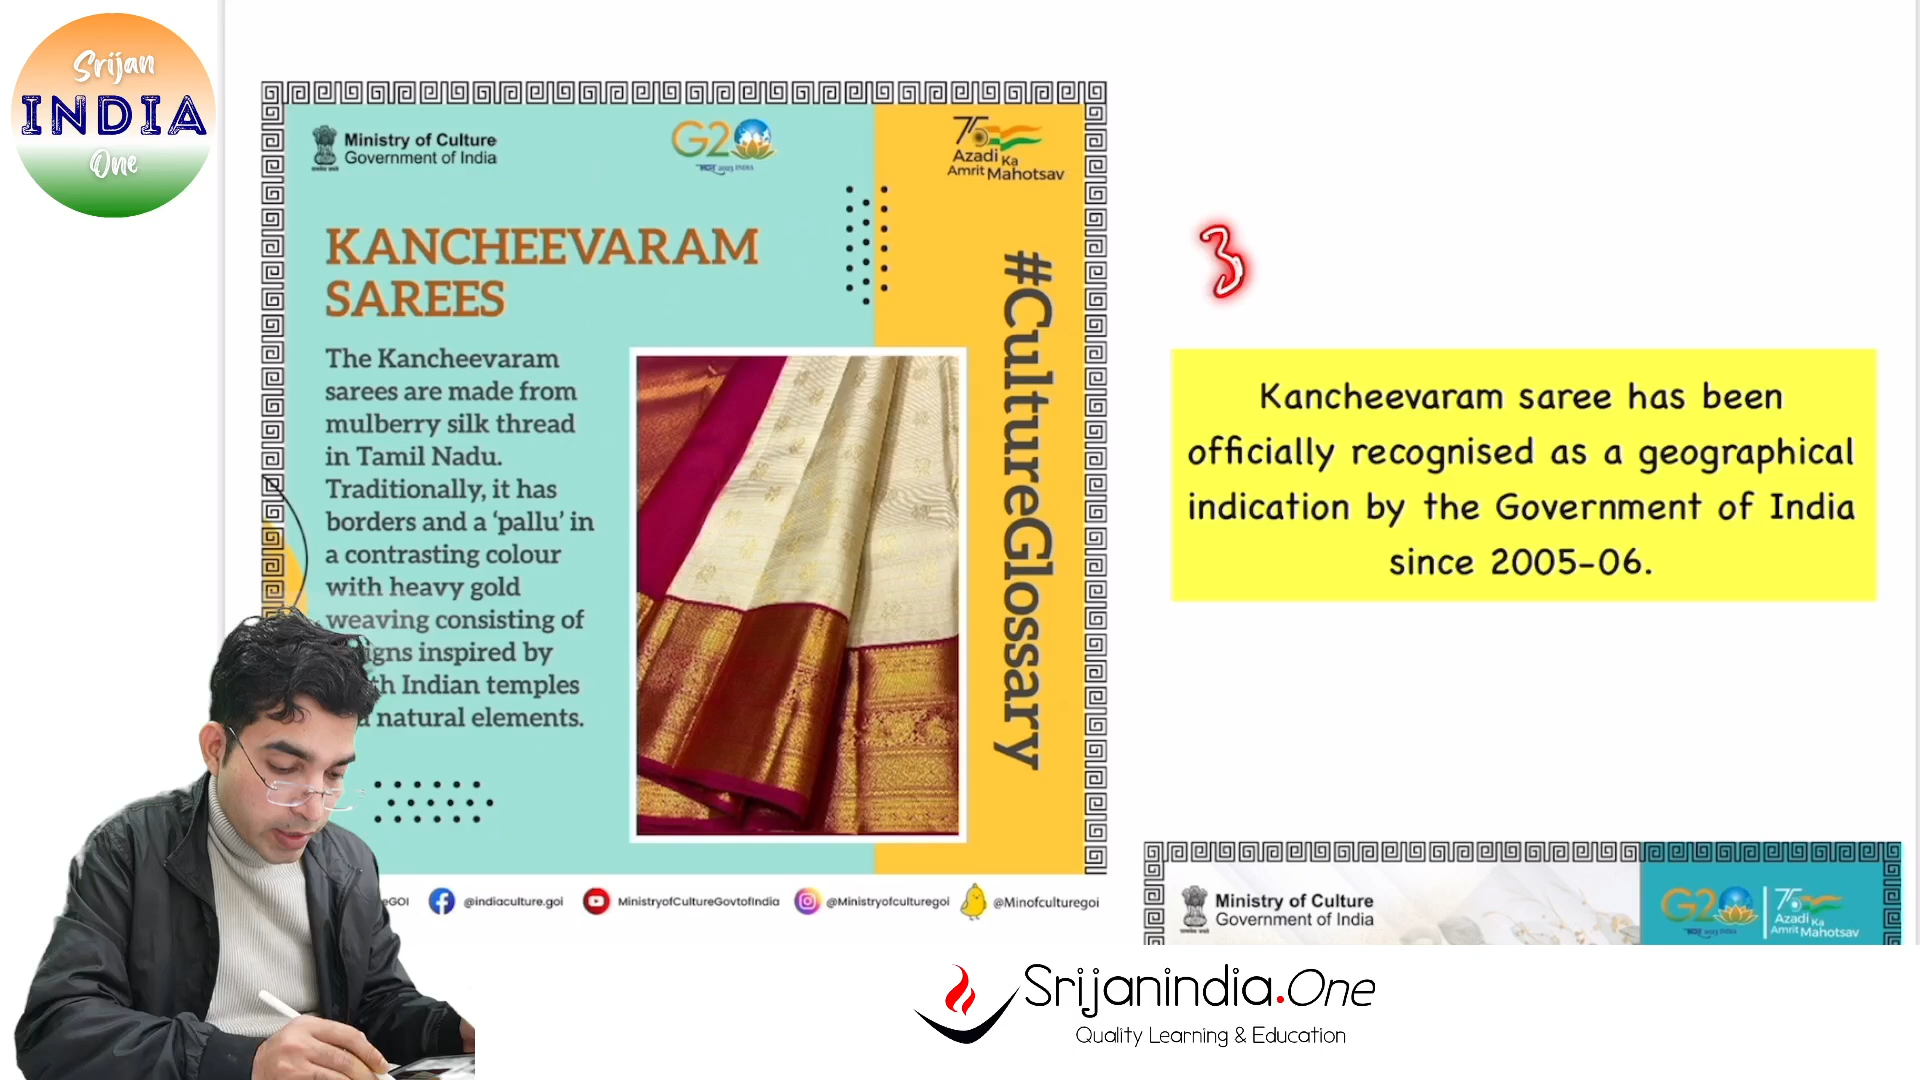 Srijan
INDIA
One
Ministry of Culture
Government of India
G20
75
Azadi Ka
Amrit Mahotsav
KANCHEEVARAM
SAREES
The Kancheevaram
sarees are made from
mulberry silk thread
in Tamil Nadu.
Traditionally, it has
borders and a ‘pallu’ in
a contrasting colour
with heavy gold
weaving consisting of
igns inspired by
th Indian temples
natural elements.
#CultureGlossary
eGOI
@indiaculture.goi
MinistryofCultureGovtofIndia
@Ministryofculturegoi
@Minofculturegoi
3
Kancheevaram saree has been
officially recognised as a geographical
indication by the Government of India
since 2005-06.
Ministry of Culture
Government of India
G20
75
Azadi Ka
Amrit Mahotsav
Srijanindia.One
Quality Learning & Education